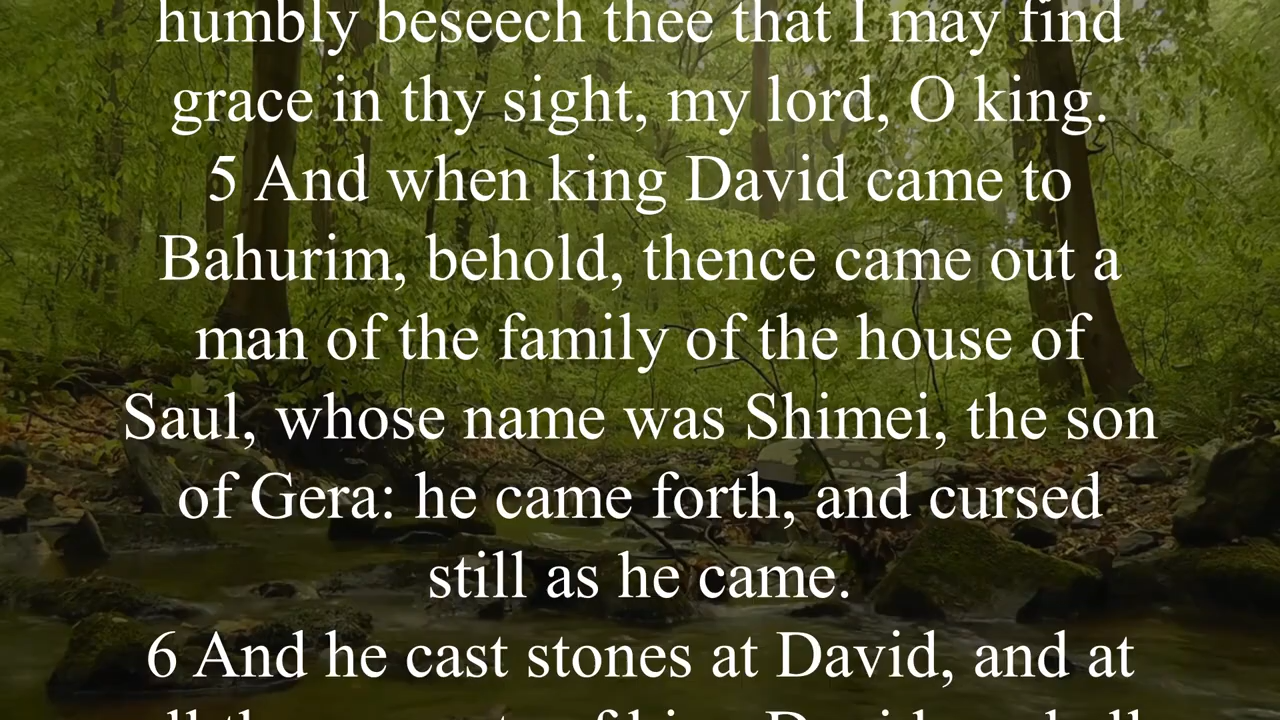 humbly beseech thee that I may find
grace in thy sight, my lord, O king.
5 And when king David came to
Bahurim, behold, thence came out a
man of the family of the house of
Saul, whose name was Shimei, the son
of Gera: he came forth, and cursed
still as he came.
6 And he cast stones at David, and at